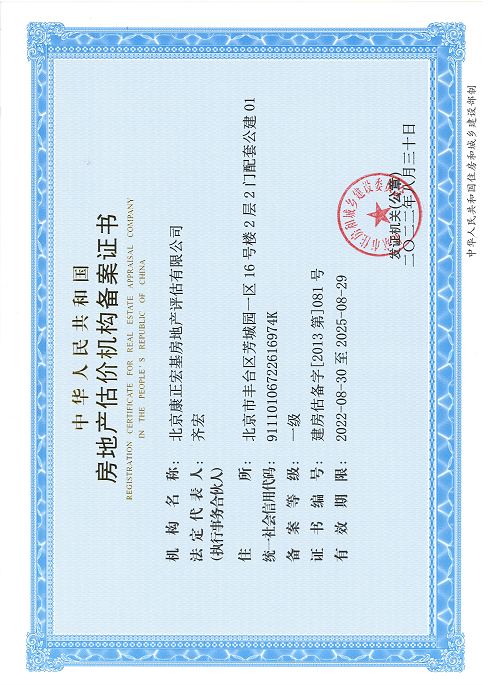 中华人民共和国
房地产估价机构备案证书
REGISTRATION CERTIFICATE FOR REAL ESTATE APPRAISAL COMPANY
IN THE PEOPLE'S REPUBLIC OF CHINA
机构名称：北京康正宏基房地产评估有限公司
法定代表人：齐宏
(执行事务合伙人)
住所：北京市丰台区芳城园一区16号楼2层2门配套公建01
统一社会信用代码：91110106722616974K
备案等级：一级
证书编号：建房估备字[2013第]081号
有效期限：2022-08-30至2025-08-29
发证机关(公章)
二〇二二年八月三十日
中华人民共和国住房和城乡建设部制